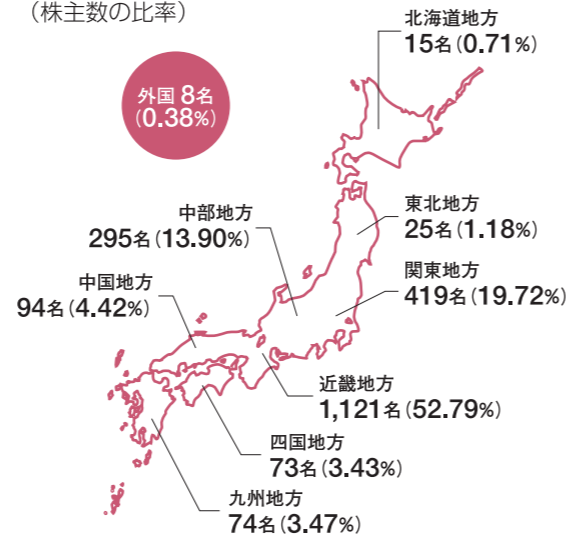 （株主数の比率）
北海道地方
15名（0.71%）
外国 8名
（0.38%）
東北地方
25名（1.18%）
中部地方
295名（13.90%）
関東地方
419名（19.72%）
中国地方
94名（4.42%）
近畿地方
1,121名（52.79%）
四国地方
73名（3.43%）
九州地方
74名（3.47%）